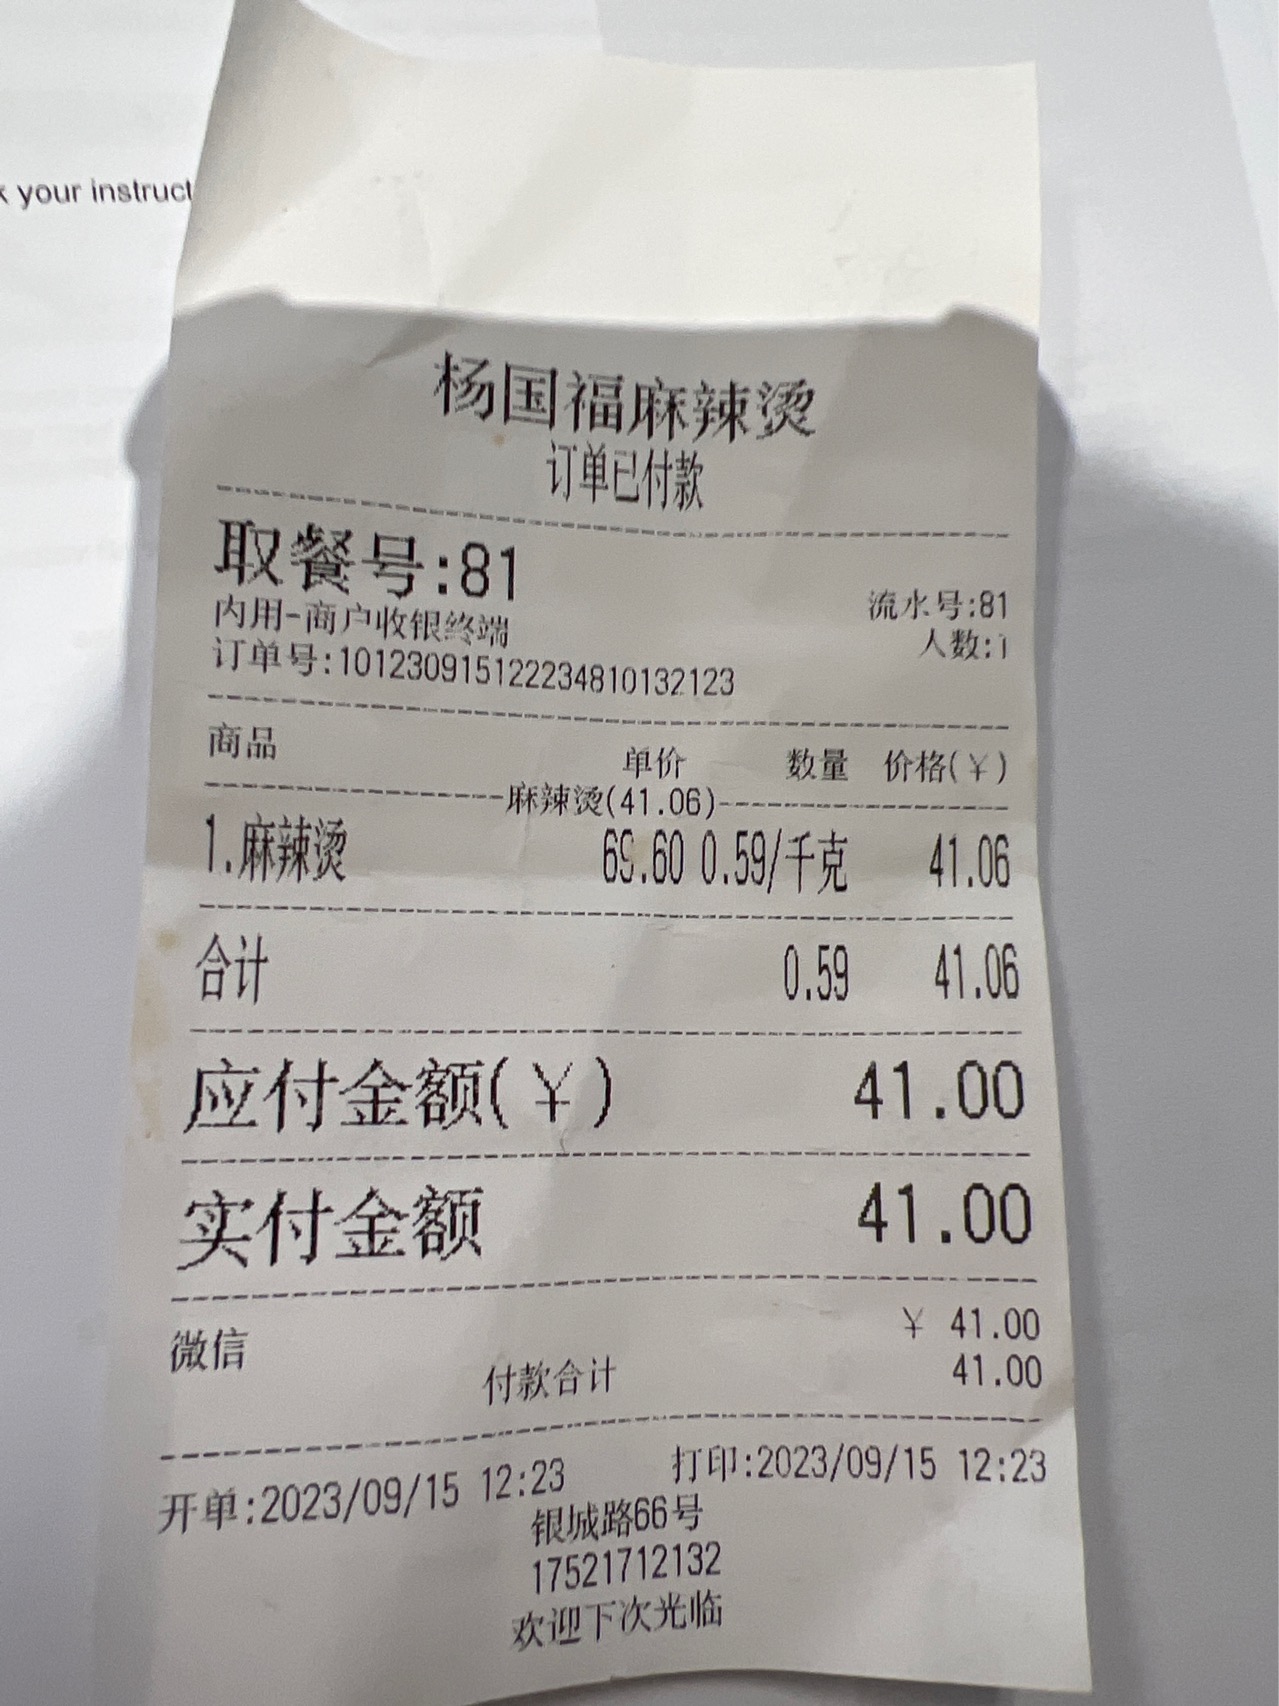 k your instruct
杨国福麻辣烫
订单已付款
取餐号:81
内用-商户收银终端 流水号:81
订单号:101230915122234810132123 人数:1
商品 单价 数量 价格(¥)
麻辣烫(41.06)
1.麻辣烫 69.60 0.59/千克 41.06
合计 0.59 41.06
应付金额(¥) 41.00
实付金额 41.00
微信 ¥ 41.00
付款合计 41.00
开单:2023/09/15 12:23 打印:2023/09/15 12:23
银城路66号
17521712132
欢迎下次光临